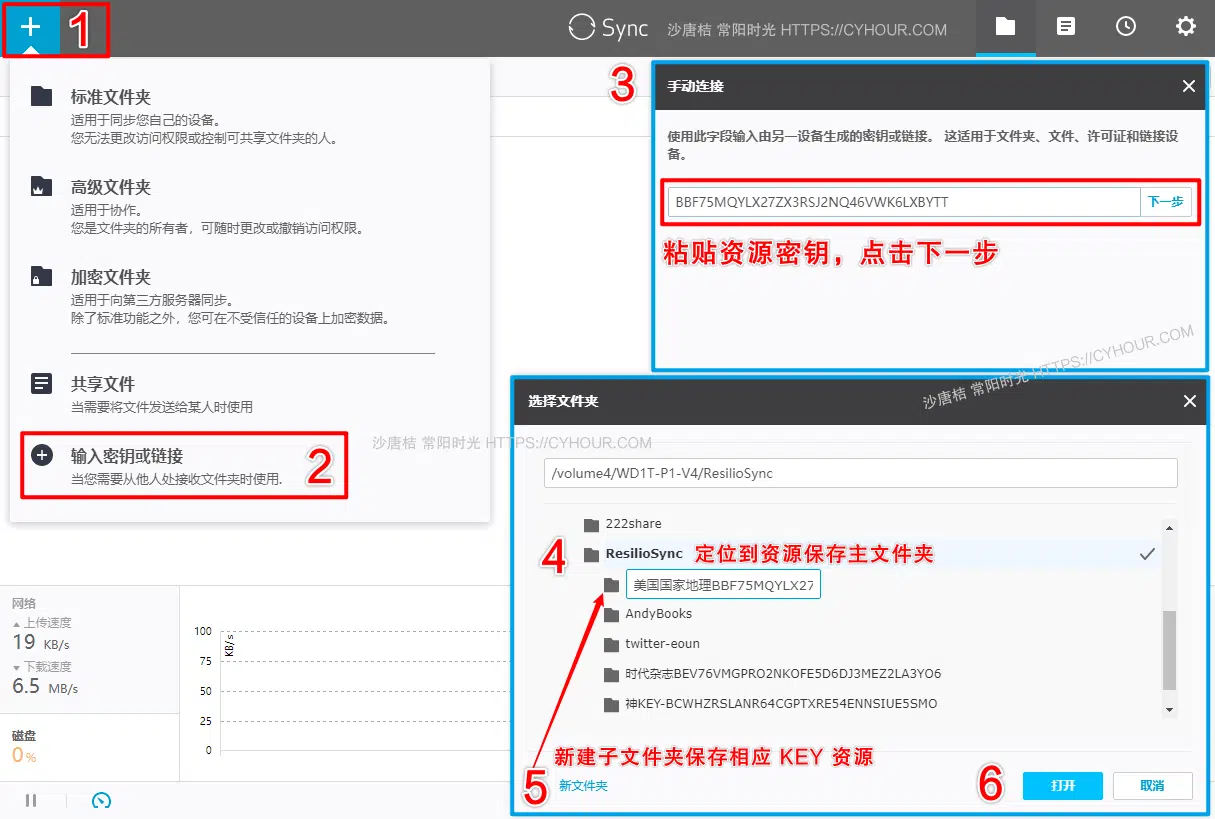 + 1
Sync
沙唐桔 常阳时光 HTTPS://CYHOUR.COM
标准文件夹
适用于同步您自己的设备。
您无法更改访问权限或控制可共享文件夹的人。
高级文件夹
适用于协作。
您是文件夹的所有者，可随时更改或撤销访问权限。
加密文件夹
适用于向第三方服务器同步。
除了标准功能之外，您可在不受信任的设备上加密数据。
共享文件
当需要将文件发送给某人时使用
输入密钥或链接
当您需要从他人处接收文件夹时使用.
2
3
手动连接
使用此字段输入由另一设备生成的密钥或链接。 这适用于文件夹、文件、许可证和链接设
备。
BBF75MQYLX27ZX3RSJ2NQ46VWK6LXBYTT
下一步
粘贴资源密钥，点击下一步
沙唐桔 常阳时光 HTTPS://CYHOUR.COM
沙唐桔 常阳时光 HTTPS://CYHOUR.COM
选择文件夹
/volume4/WD1T-P1-V4/ResilioSync
222share
4
ResilioSync
定位到资源保存主文件夹
美国国家地理BBF75MQYLX27
AndyBooks
twitter-eoun
时代杂志BEV76VMGPRO2NKOFE5D6DJ3MEZ2LA3YO6
神KEY-BCWHZRSLANR64CGPTXRE54ENNSIUE5SMO
新建子文件夹保存相应 KEY 资源
5
新文件夹
6
打开
取消
网络
上传速度
19 KB/s
下载速度
6.5 MB/s
磁盘
0%
KB/s
100
75
50
25
0